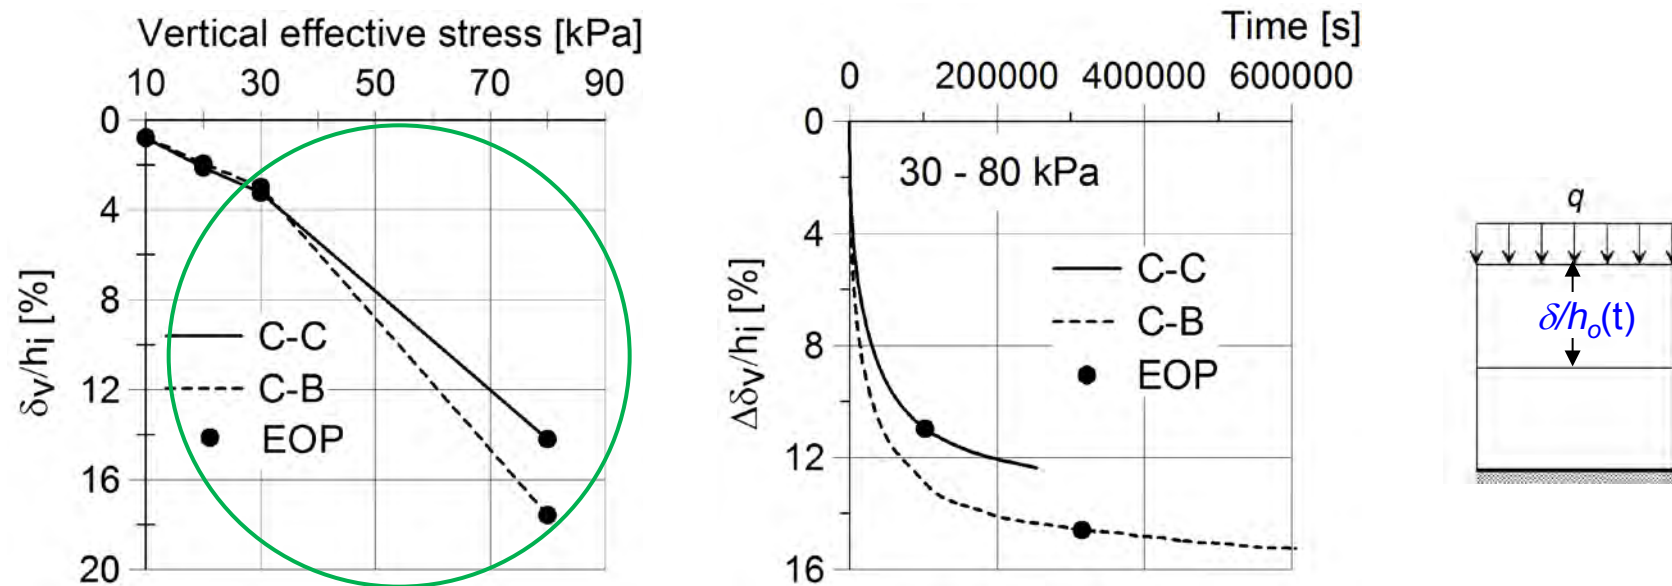 Vertical effective stress [kPa]
10 30 50 70 90
0
4
8
12
16
20
δv/hi [%]
C-C
C-B
EOP
Time [s]
0 200000 400000 600000
0
4
8
12
16
Δδv/hi [%]
30 - 80 kPa
C-C
C-B
EOP
q
δ/ho(t)